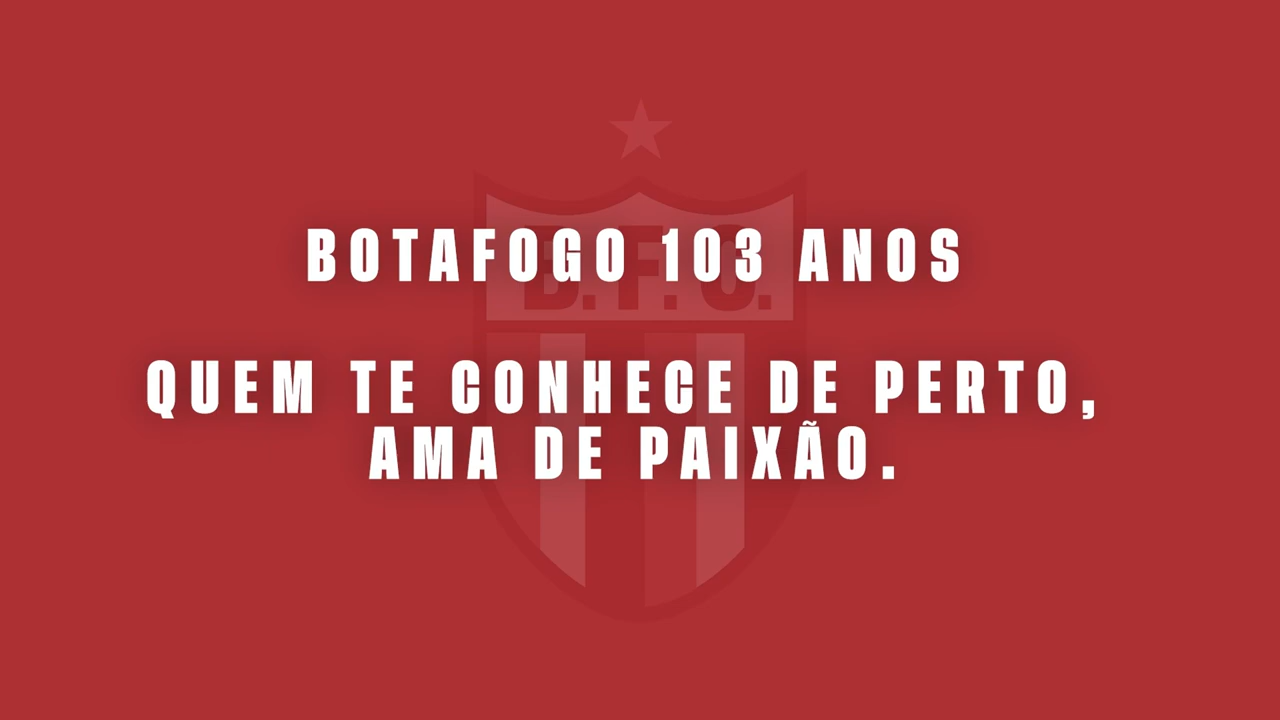 BOTAFOGO 103 ANOS
B.F.C.
QUEM TE CONHECE DE PERTO,
AMA DE PAIXÃO.